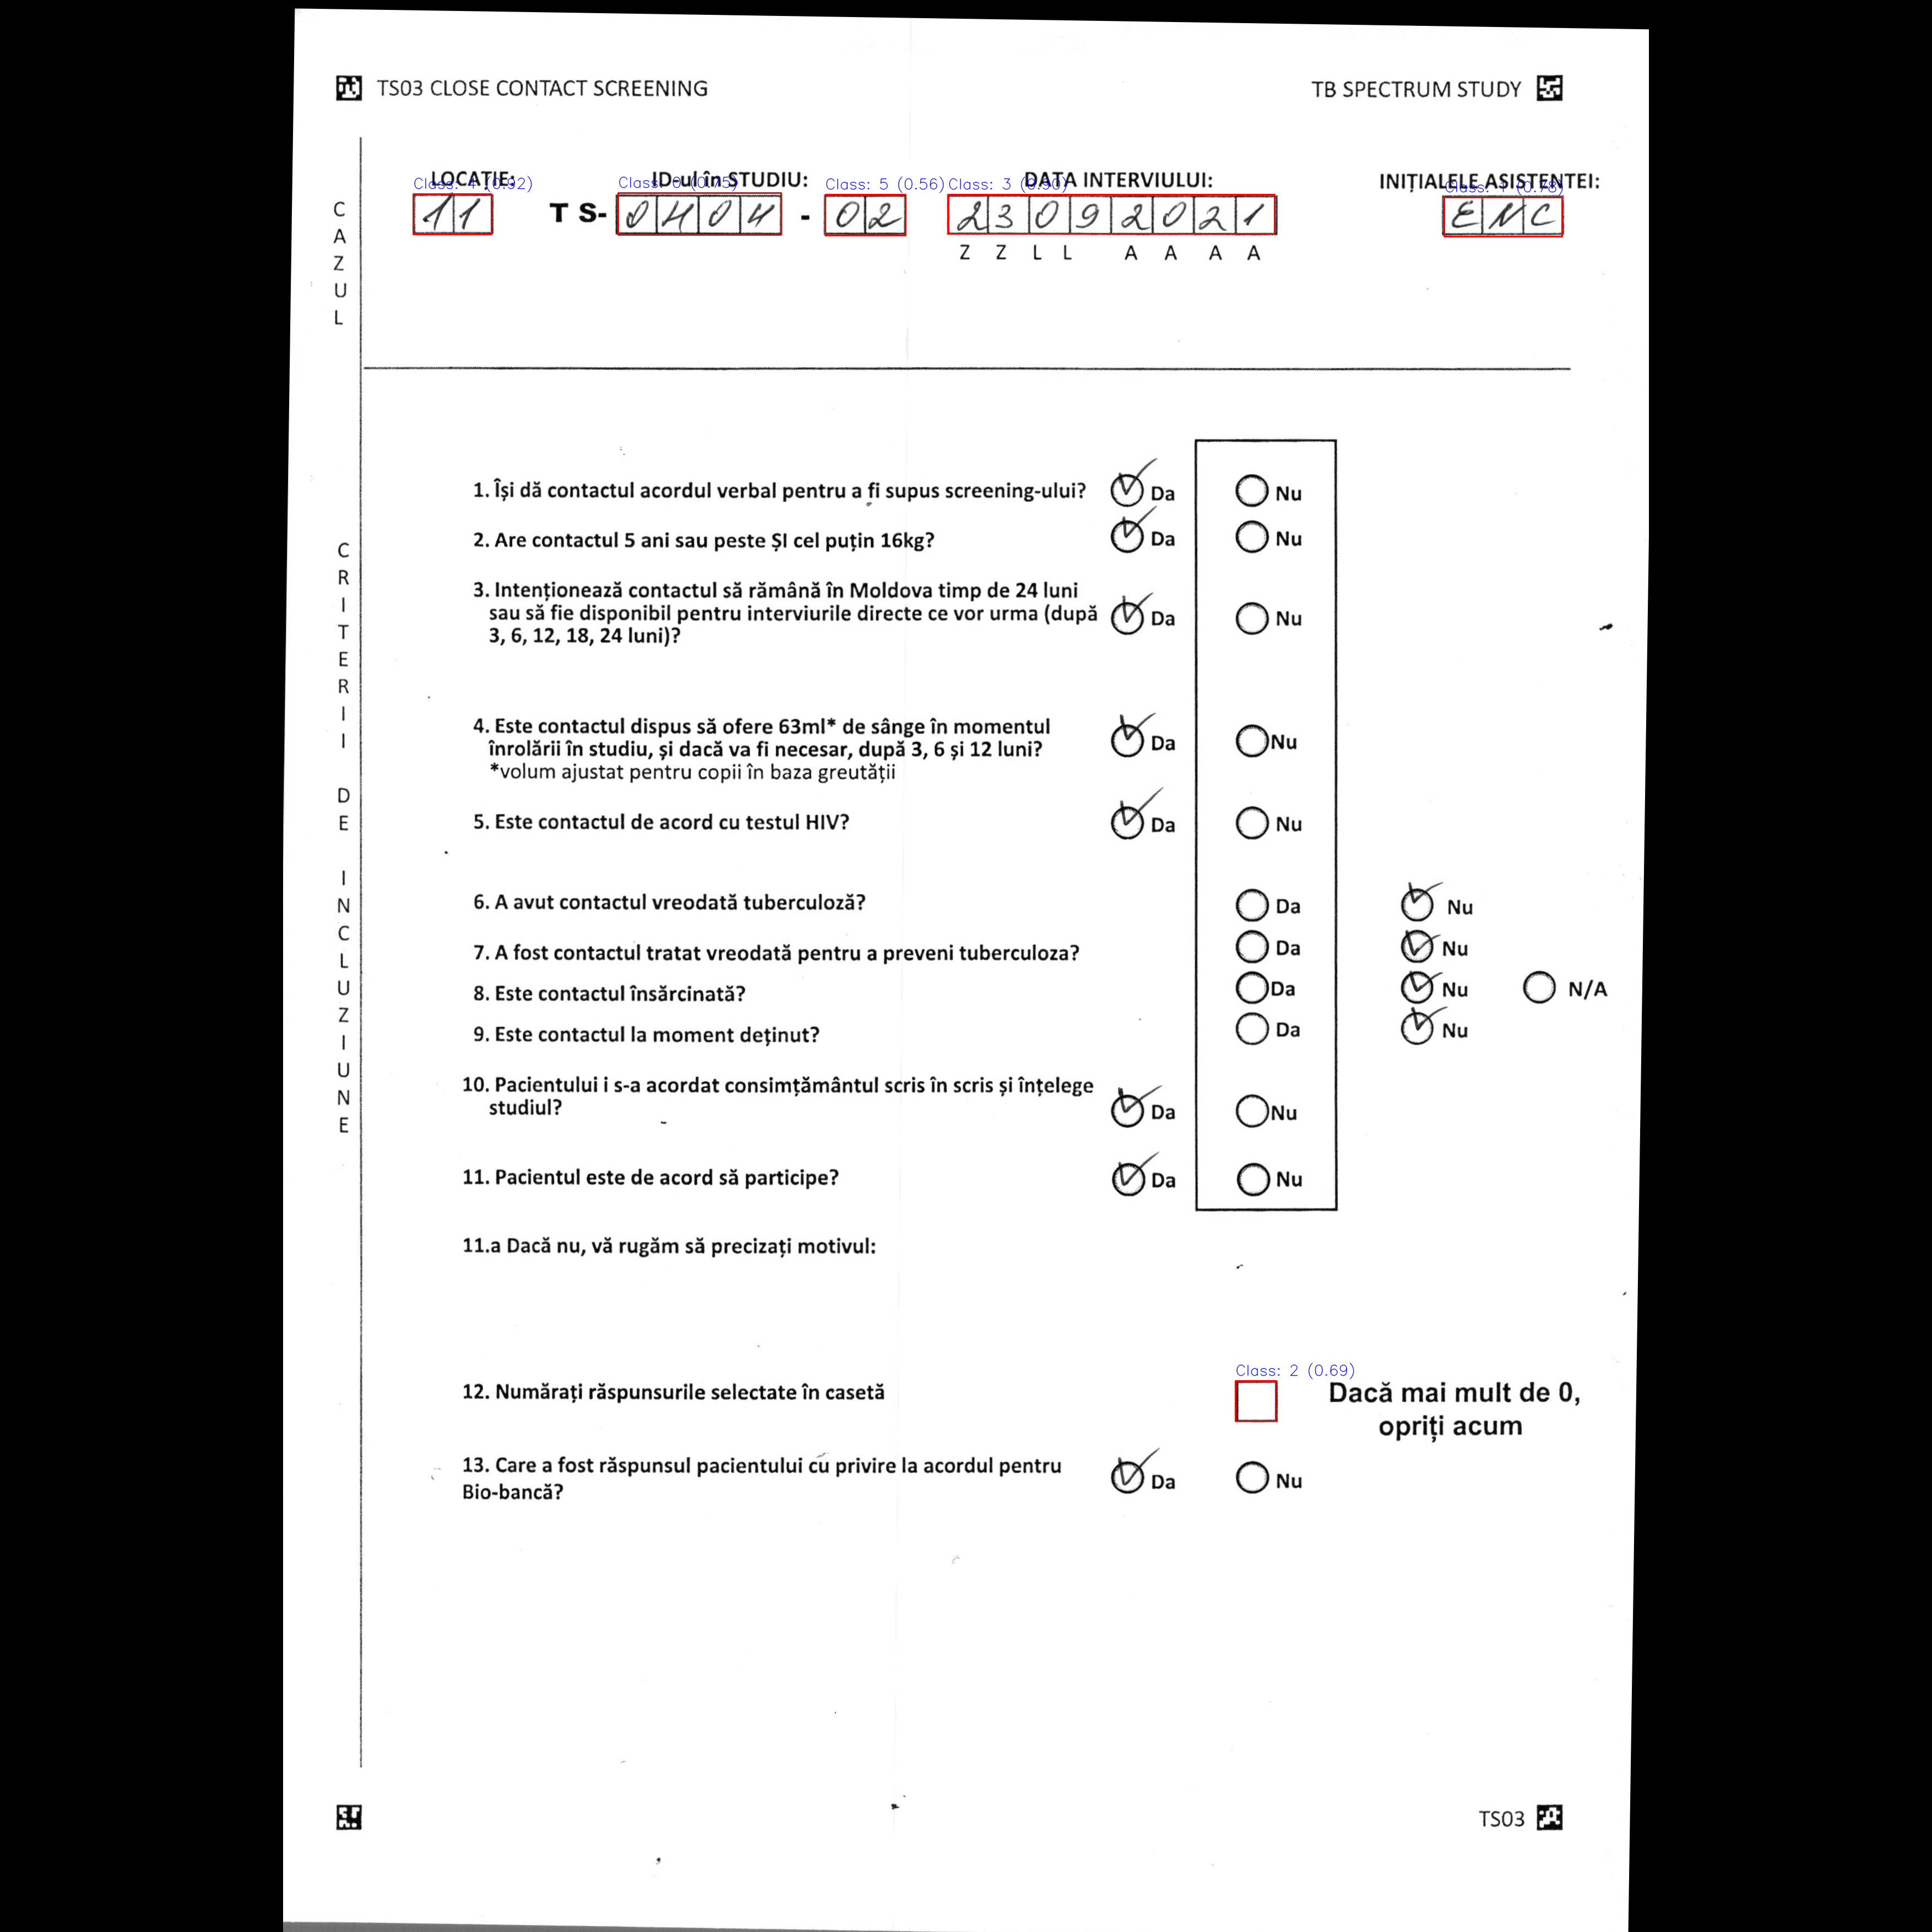 TS03 CLOSE CONTACT SCREENING
TB SPECTRUM STUDY
LOCAȚIE:
ID-ul în STUDIU:
DATA INTERVIULUI:
INIȚIALELE ASISTENTEI:
Class: 4 (0.92)
Class: 5 (0.56)
Class: 3
11
TS- 0404 - 02
23092021
ENC
Z Z L L A A A A
CAZUL
CRITERII DE INCLUZIUNE
1. Își dă contactul acordul verbal pentru a fi supus screening-ului? Da Nu
2. Are contactul 5 ani sau peste ȘI cel puțin 16kg? Da Nu
3. Intenționează contactul să rămână în Moldova timp de 24 luni
sau să fie disponibil pentru interviurile directe ce vor urma (după Da Nu
3, 6, 12, 18, 24 luni)?
4. Este contactul dispus să ofere 63ml* de sânge în momentul
înrolării în studiu, și dacă va fi necesar, după 3, 6 și 12 luni? Da Nu
*volum ajustat pentru copii în baza greutății
5. Este contactul de acord cu testul HIV? Da Nu
6. A avut contactul vreodată tuberculoză? Da Nu
7. A fost contactul tratat vreodată pentru a preveni tuberculoza? Da Nu
8. Este contactul însărcinată? Da Nu N/A
9. Este contactul la moment deținut? Da Nu
10. Pacientului i s-a acordat consimțământul scris în scris și înțelege
studiul? Da Nu
11. Pacientul este de acord să participe? Da Nu
11.a Dacă nu, vă rugăm să precizați motivul:
Class: 2 (0.69)
12. Numărați răspunsurile selectate în casetă
Dacă mai mult de 0,
opriți acum
13. Care a fost răspunsul pacientului cu privire la acordul pentru
Bio-bancă? Da Nu
TS03